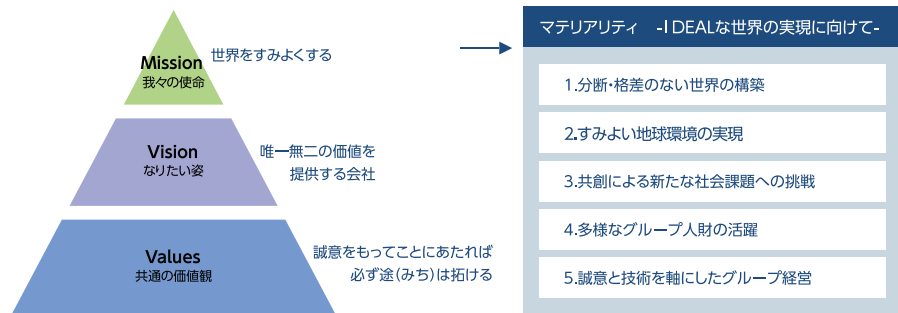 Mission
我々の使命
世界をすみよくする
Vision
なりたい姿
唯一無二の価値を
提供する会社
Values
共通の価値観
誠意をもってことにあたれば
必ず途(みち)は拓ける
マテリアリティ -I DEALな世界の実現に向けて-
1.分断・格差のない世界の構築
2.すみよい地球環境の実現
3.共創による新たな社会課題への挑戦
4.多様なグループ人財の活躍
5.誠意と技術を軸にしたグループ経営